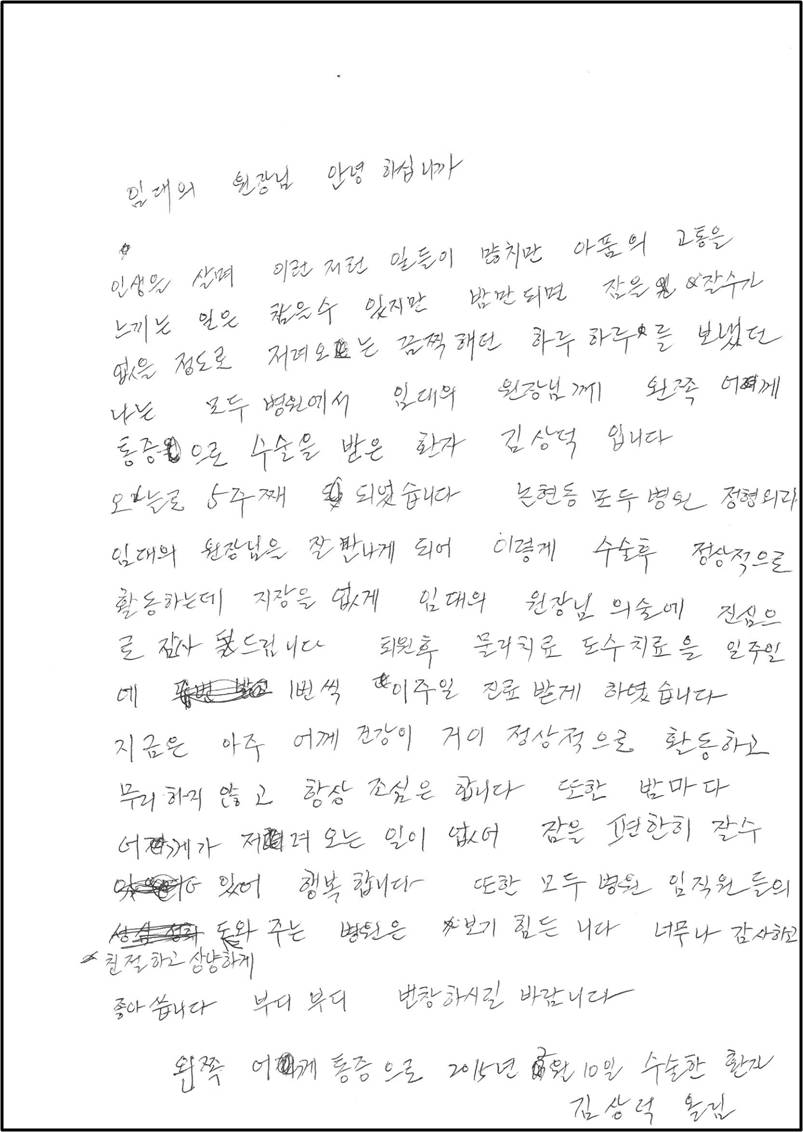 임대의 원장님 안녕 하십니까
인생을 살며 이런 저런 일들이 많치만 아품의 고통을
느끼는 일은 참을수 있지만 밤만되면 잠을 잘수가
없을 정도로 저려오는 끔찍해던 하루 하루를 보냈던
나는 모두병원에서 임대의 원장님께 왼쪽 어께
통증으로 수술을 받은 환자 김상덕 입니다
오늘로 5주째 되넜습니다 논현동 모두병원 정형외과
임대의 원장님을 잘 만나게 되어 이렇게 수술후 정상적으로
활동하는데 지장을 없게 임대의 원장님 의술에 진심으
로 감사 드림니다 퇴원후 물리치료 도수치료을 일주일
에 1번씩 이주일 진료받게 하였습니다
지금은 아주 어께 건강이 거이 정상적으로 활동하고
무리하지 않고 항상 조심은 합니다 또한 밤마다
어께가 저려 오는 일이 없어 잠을 편한히 잘수
있어 행복합니다 또한 모두병원 임직원들의
도와 주는 병원은 보기 힘든 니다 너무나 감사하고
친절하고 상냥하게
좋아씁니다 부디 부디 번창하시길 바람니다
왼쪽 어께 통증으로 2015년 월 10일 수술한 환자
김상덕 올림